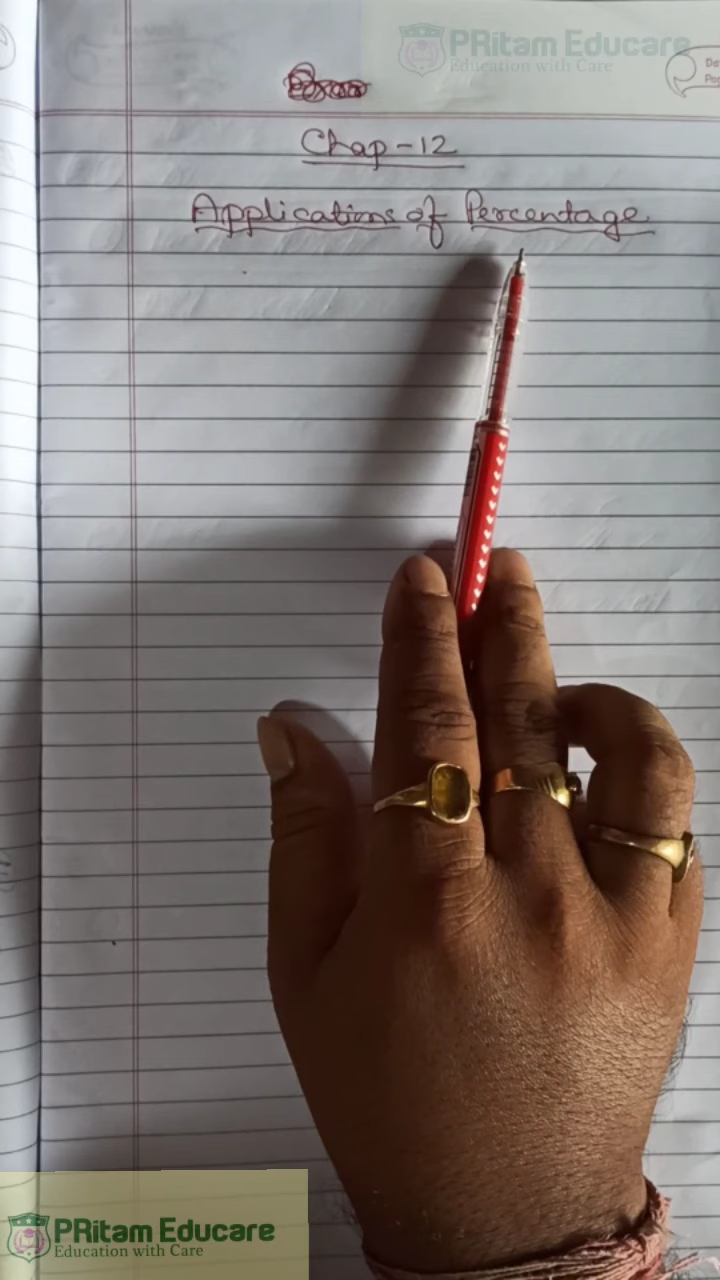 PRitam Educare
Education with Care
Chap-12
Applications of Percentage
PRitam Educare
Education with Care